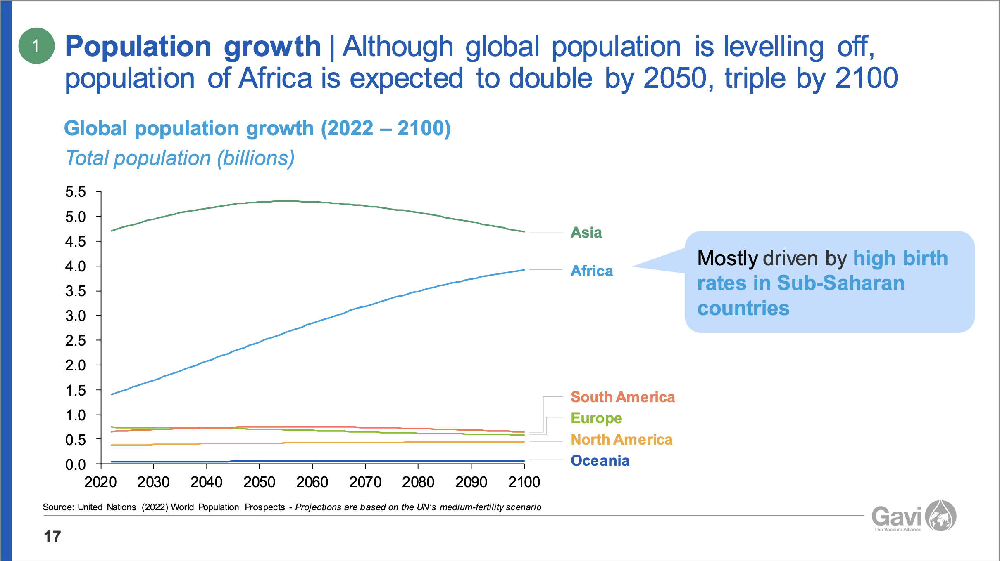 1
Population growth | Although global population is levelling off,
population of Africa is expected to double by 2050, triple by 2100
Global population growth (2022 – 2100)
Total population (billions)
5.5
5.0
4.5
4.0
3.5
3.0
2.5
2.0
1.5
1.0
0.5
0.0
2020 2030 2040 2050 2060 2070 2080 2090 2100
Asia
Africa
South America
Europe
North America
Oceania
Mostly driven by high birth
rates in Sub-Saharan
countries
Source: United Nations (2022) World Population Prospects - Projections are based on the UN's medium-fertility scenario
17
Gavi
The Vaccine Alliance